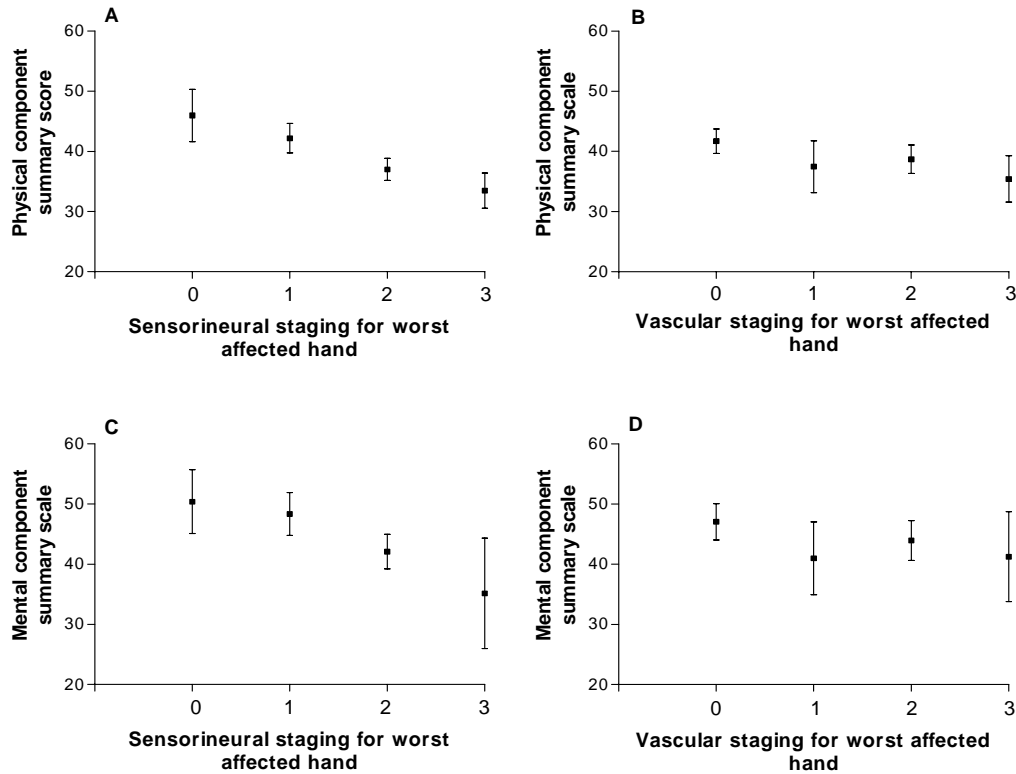 A
Physical component
summary score
60
50
40
30
20
0 1 2 3
Sensorineural staging for worst
affected hand
B
Physical component
summary scale
60
50
40
30
20
0 1 2 3
Vascular staging for worst affected
hand
C
Mental component
summary scale
60
50
40
30
20
0 1 2 3
Sensorineural staging for worst
affected hand
D
Mental component
summary scale
60
50
40
30
20
0 1 2 3
Vascular staging for worst affected
hand